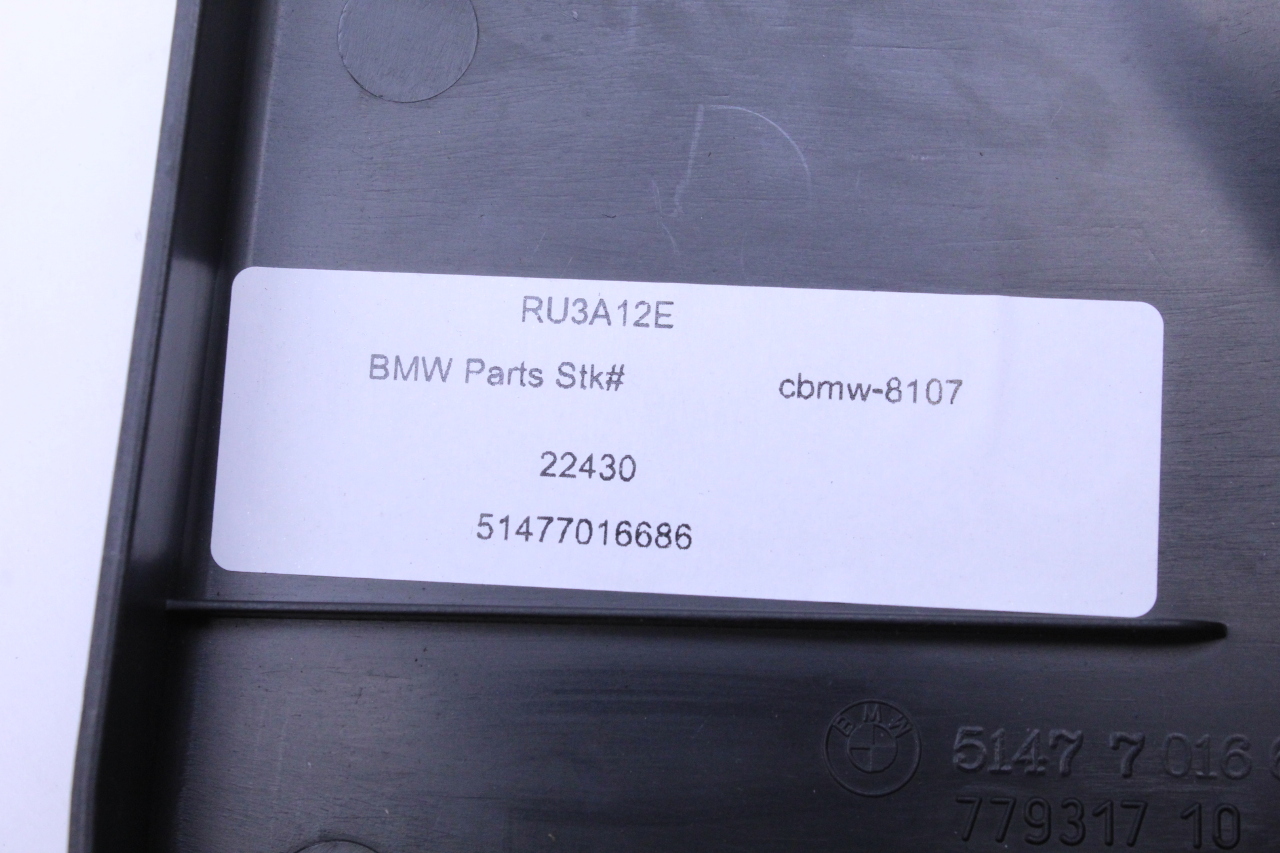 RU3A12E
BMW Parts Stk# cbmw-8107
22430
51477016686
BMW
5147 7 016
779317 10